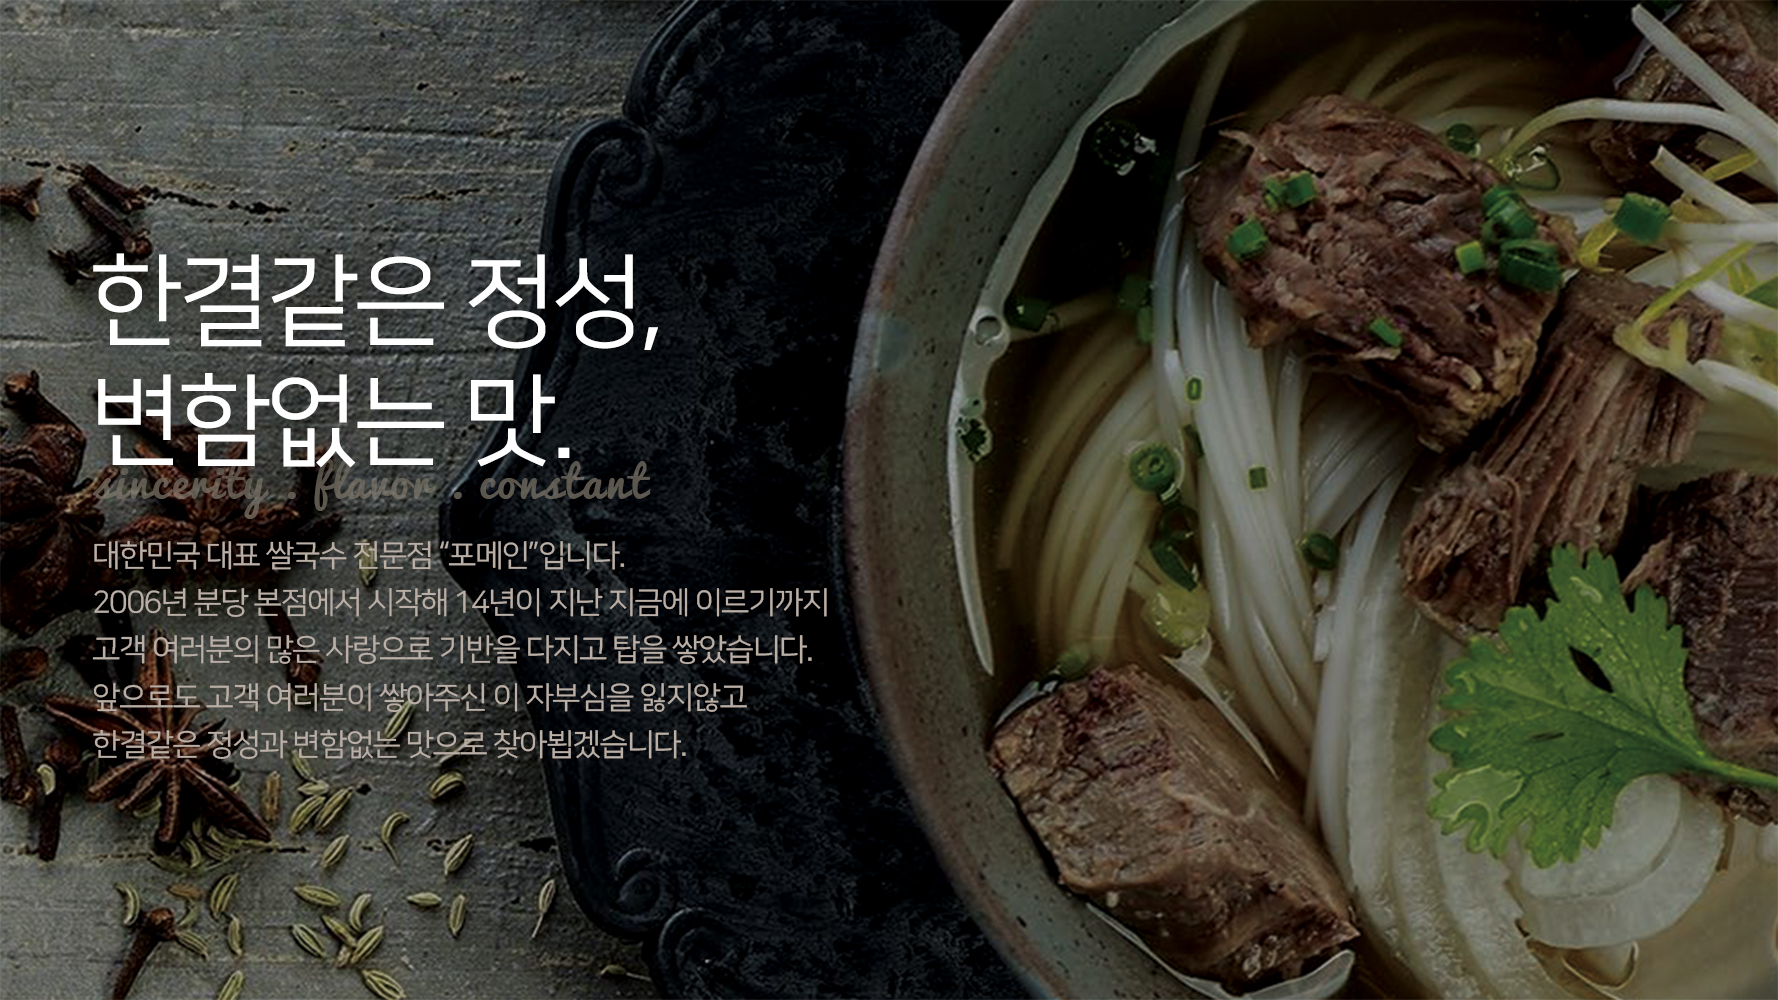 한결같은 정성,
변함없는 맛.
sincerity . flavor . constant
대한민국 대표 쌀국수 전문점 “포메인”입니다.
2006년 분당 본점에서 시작해 14년이 지난 지금에 이르기까지
고객 여러분의 많은 사랑으로 기반을 다지고 탑을 쌓았습니다.
앞으로도 고객 여러분이 쌓아주신 이 자부심을 잃지않고
한결같은 정성과 변함없는 맛으로 찾아뵙겠습니다.